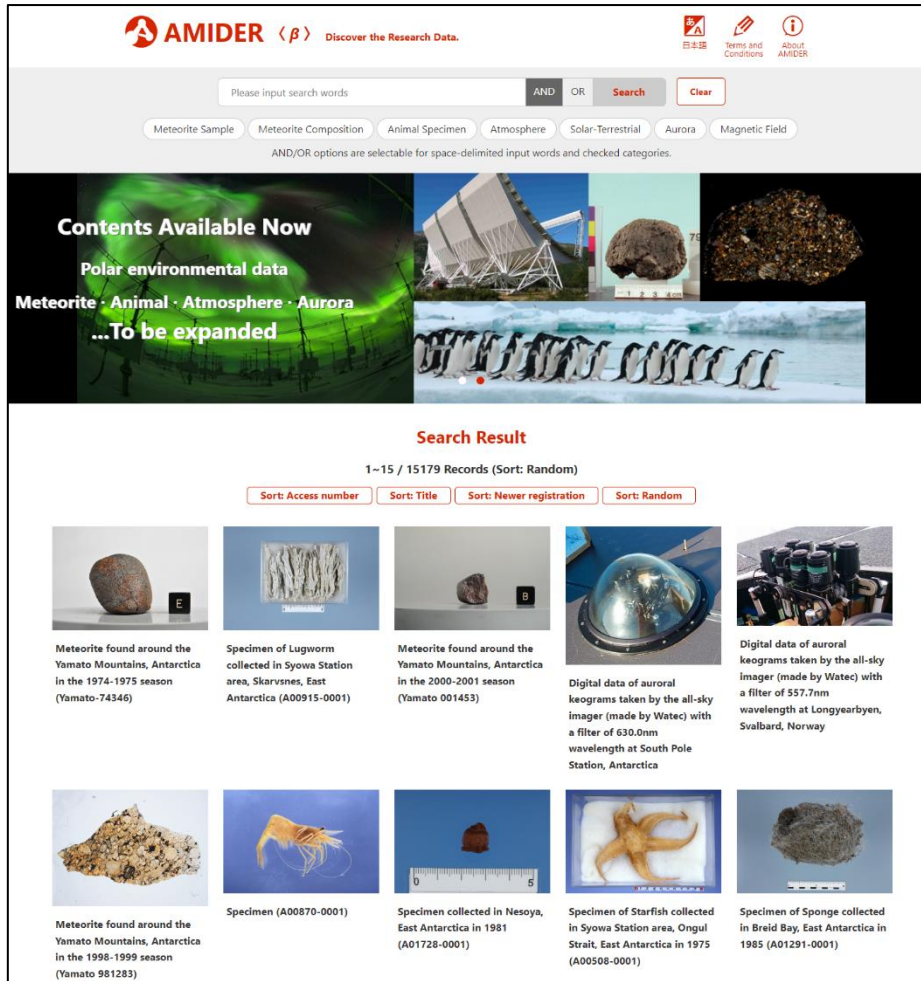 AMIDER 〈β〉 Discover the Research Data.
あ/A
日本語
Terms and
Conditions
About
AMIDER
Please input search words
AND
OR
Search
Clear
Meteorite Sample
Meteorite Composition
Animal Specimen
Atmosphere
Solar-Terrestrial
Aurora
Magnetic Field
AND/OR options are selectable for space-delimited input words and checked categories.
Contents Available Now
Polar environmental data
Meteorite · Animal · Atmosphere · Aurora
...To be expanded
79
1 2 3 4cm
Search Result
1~15 / 15179 Records (Sort: Random)
Sort: Access number
Sort: Title
Sort: Newer registration
Sort: Random
E
Meteorite found around the
Yamato Mountains, Antarctica
in the 1974-1975 season
(Yamato-74346)
Specimen of Lugworm
collected in Syowa Station
area, Skarvsnes, East
Antarctica (A00915-0001)
B
Meteorite found around the
Yamato Mountains, Antarctica
in the 2000-2001 season
(Yamato 001453)
Digital data of auroral
keograms taken by the all-sky
imager (made by Watec) with
a filter of 630.0nm
wavelength at South Pole
Station, Antarctica
Digital data of auroral
keograms taken by the all-sky
imager (made by Watec) with
a filter of 557.7nm
wavelength at Longyearbyen,
Svalbard, Norway
Meteorite found around the
Yamato Mountains, Antarctica
in the 1998-1999 season
(Yamato 981283)
Specimen (A00870-0001)
0 5
Specimen collected in Nesoya,
East Antarctica in 1981
(A01728-0001)
Specimen of Starfish collected
in Syowa Station area, Ongul
Strait, East Antarctica in 1975
(A00508-0001)
Specimen of Sponge collected
in Breid Bay, East Antarctica in
1985 (A01291-0001)